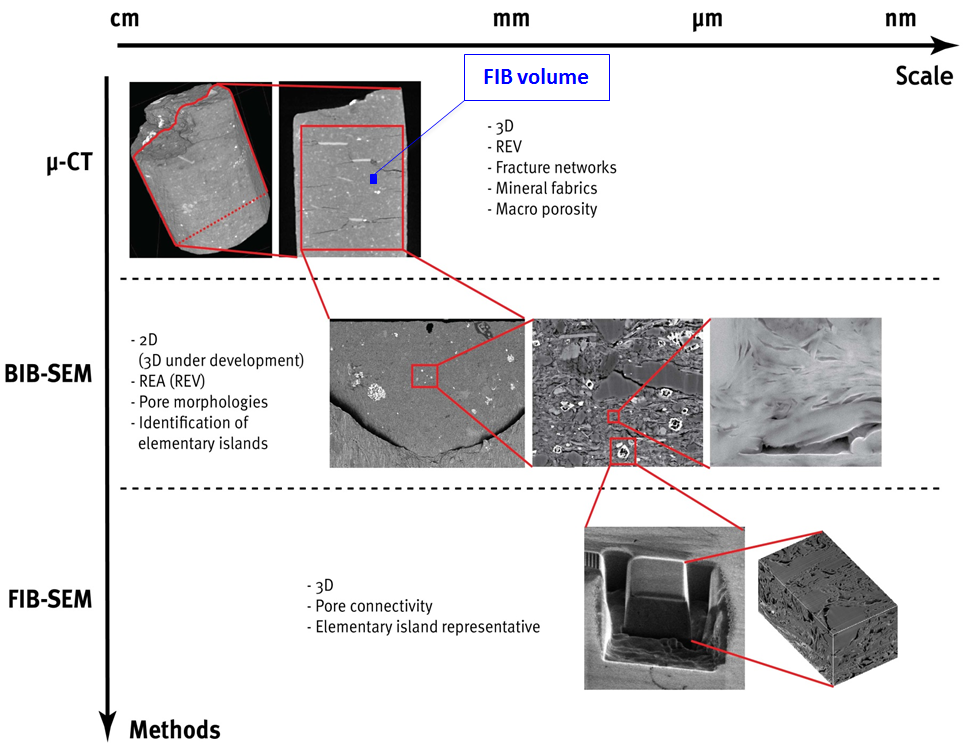 cm mm µm nm
Scale
FIB volume
µ-CT
- 3D
- REV
- Fracture networks
- Mineral fabrics
- Macro porosity
BIB-SEM
- 2D
(3D under development)
- REA (REV)
- Pore morphologies
- Identification of
elementary islands
FIB-SEM
- 3D
- Pore connectivity
- Elementary island representative
Methods